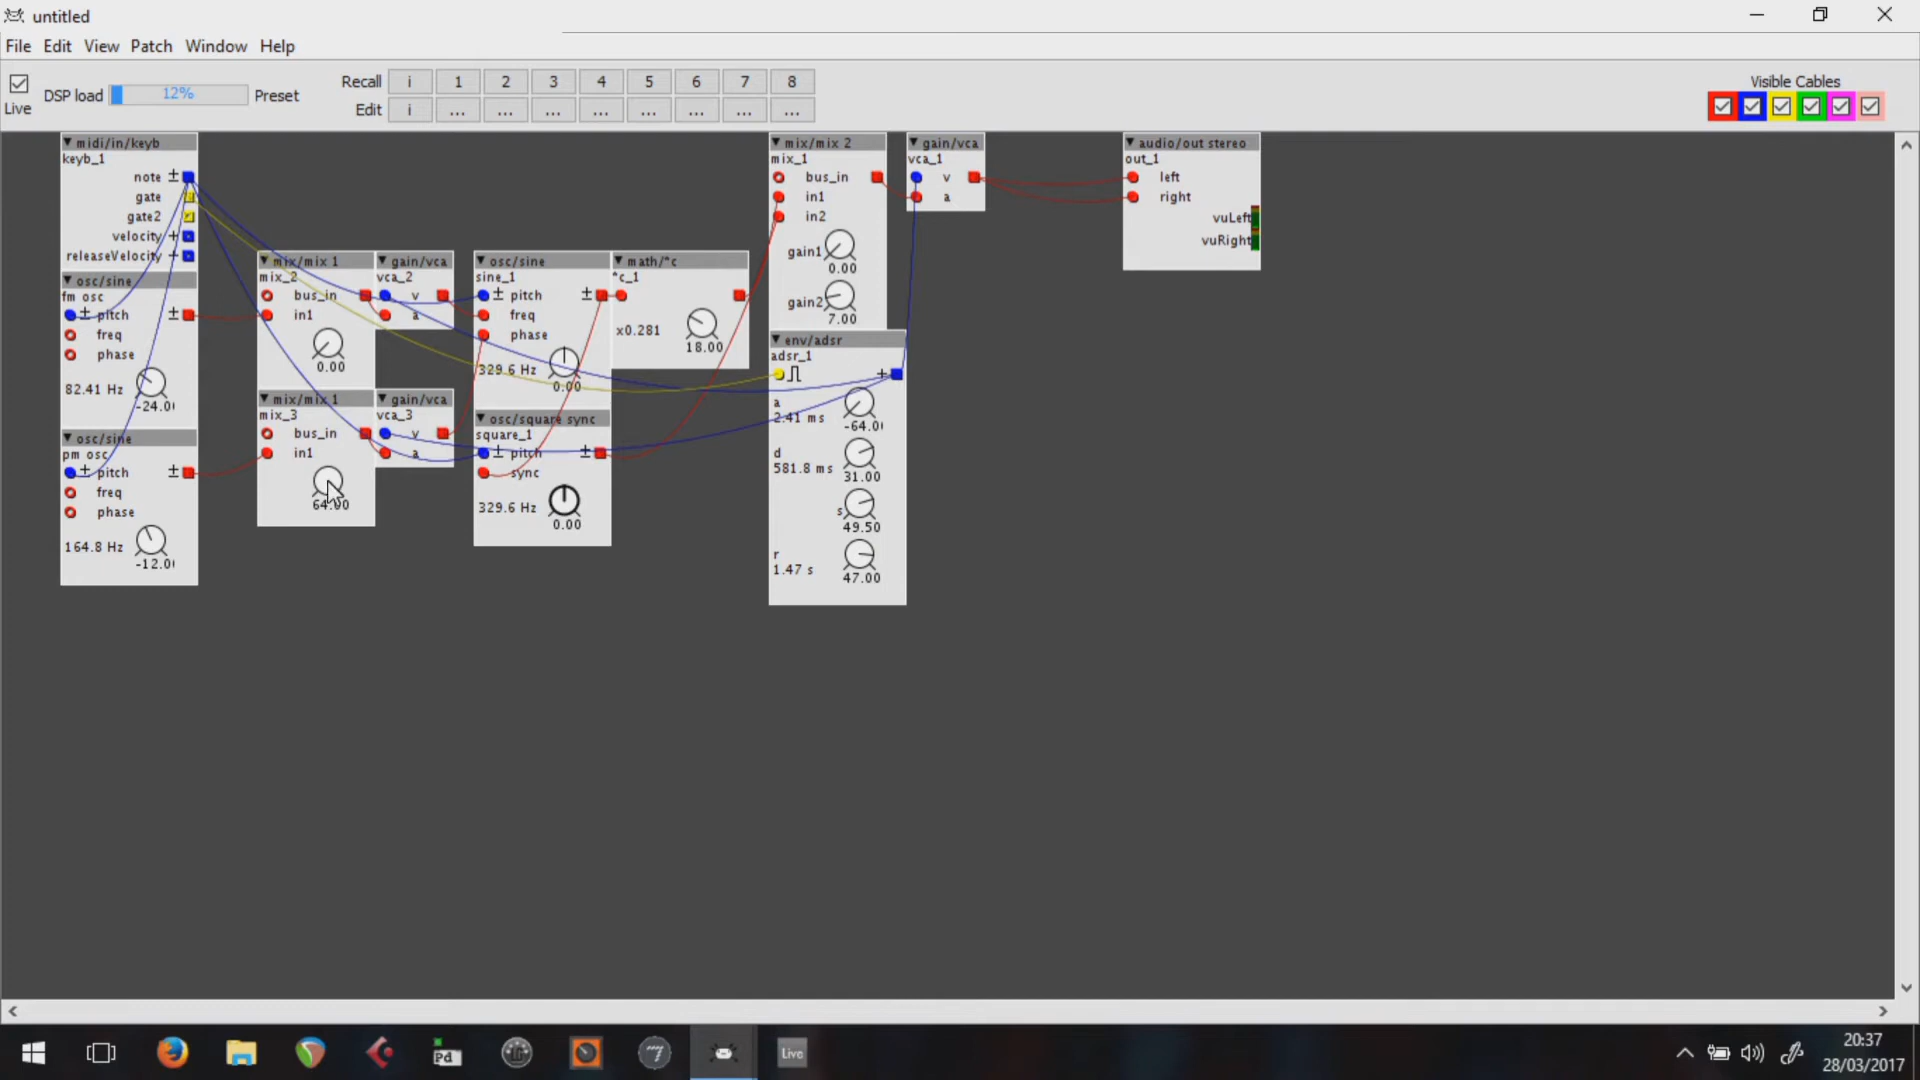 untitled
File Edit View Patch Window Help
Live
DSP load 12% Preset
Recall i 1 2 3 4 5 6 7 8
Edit i ... ... ... ... ... ... ... ...
Visible Cables
midi/in/keyb
keyb_1
note ±
gate
gate2
velocity +
releaseVelocity +
osc/sine
fm osc
± pitch ±
freq
phase
82.41 Hz
-24.0
osc/sine
pm osc
± pitch ±
freq
phase
164.8 Hz
-12.0
mix/mix 1
mix_2
bus_in
in1
0.00
mix/mix 1
mix_3
bus_in
in1
64.00
gain/vca
vca_2
v
a
gain/vca
vca_3
v
a
osc/sine
sine_1
± pitch ±
freq
phase
329.6 Hz
0.00
osc/square sync
square_1
± pitch ±
sync
329.6 Hz
0.00
math/*c
*c_1
x0.281
18.00
mix/mix 2
mix_1
bus_in
in1
in2
gain1
0.00
gain2
7.00
env/adsr
adsr_1
+
a
2.41 ms
-64.0
d
581.8 ms
31.00
s
49.50
r
1.47 s
47.00
gain/vca
vca_1
v
a
audio/out stereo
out_1
left
right
vuLeft
vuRight
Pd
Live
20:37
28/03/2017